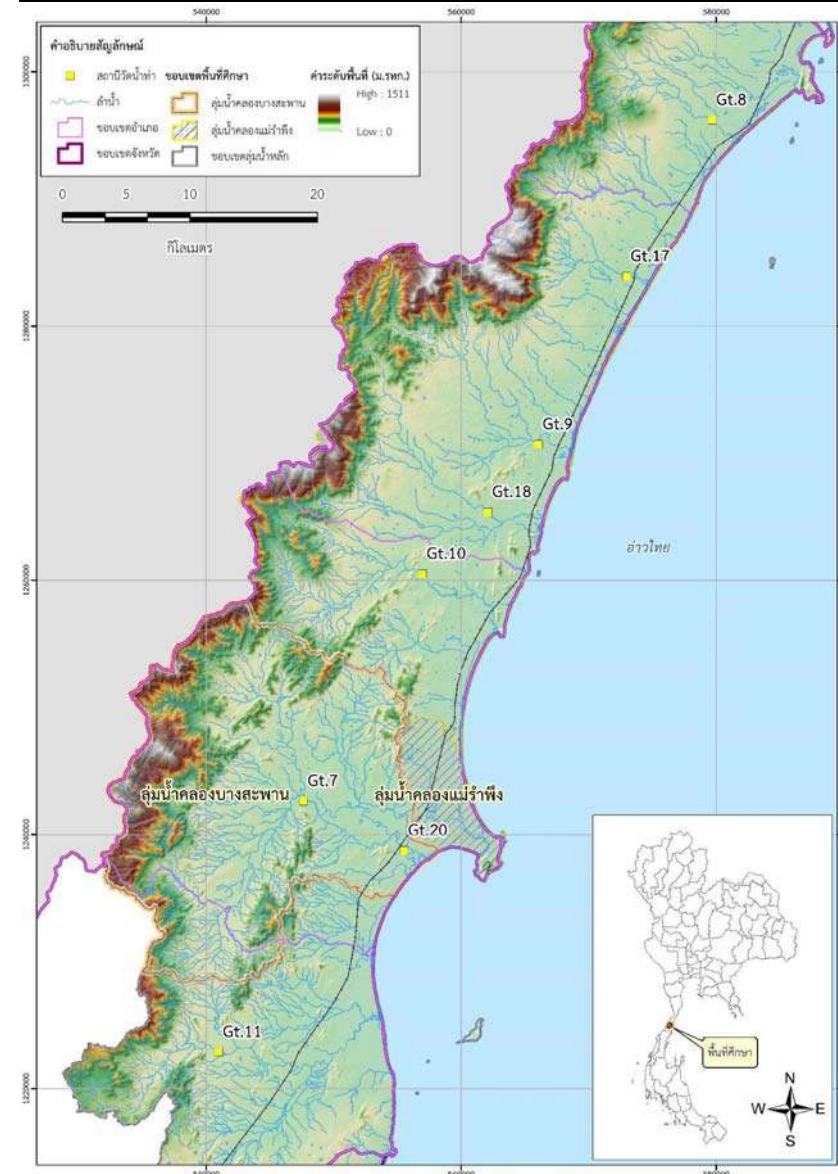 540000
560000
580000
คำอธิบายสัญลักษณ์
สถานีวัดน้ำท่า
ลำน้ำ
ขอบเขตอำเภอ
ขอบเขตจังหวัด
ขอบเขตพื้นที่ศึกษา
ลุ่มน้ำคลองบางสะพาน
ลุ่มน้ำคลองแม่รำพึง
ขอบเขตลุ่มน้ำหลัก
ค่าระดับพื้นที่ (ม.รทก.)
High : 1511
Low : 0
0 5 10 20
กิโลเมตร
1300000
1280000
1260000
1240000
1220000
Gt.8
Gt.17
Gt.9
Gt.18
Gt.10
อ่าวไทย
Gt.7
ลุ่มน้ำคลองบางสะพาน
ลุ่มน้ำคลองแม่รำพึง
Gt.20
Gt.11
พื้นที่ศึกษา
N
W E
S